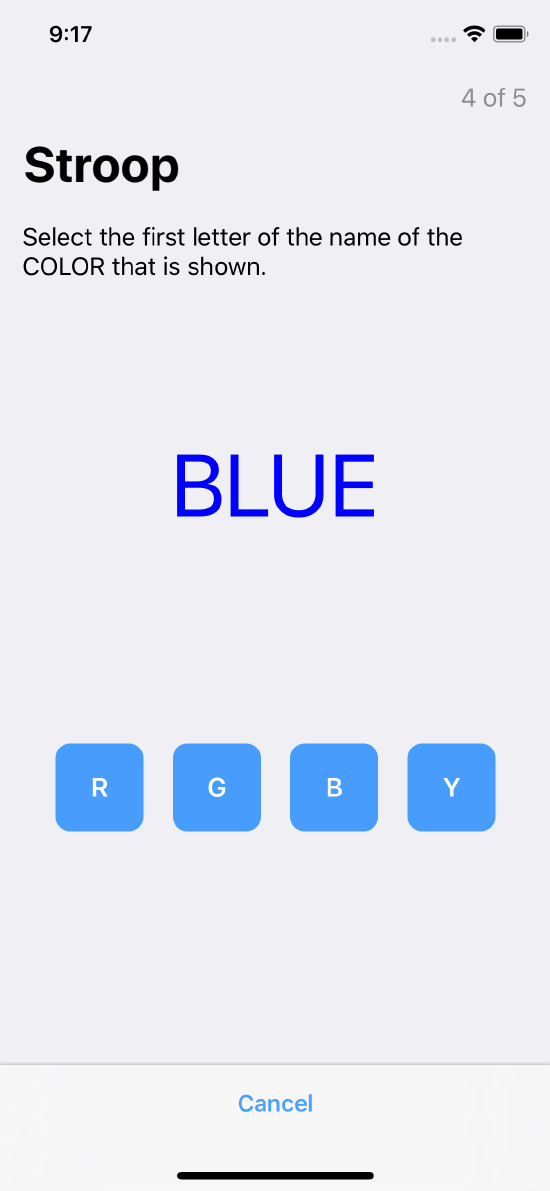 9:17
4 of 5
Stroop
Select the first letter of the name of the
COLOR that is shown.
BLUE
R G B Y
Cancel